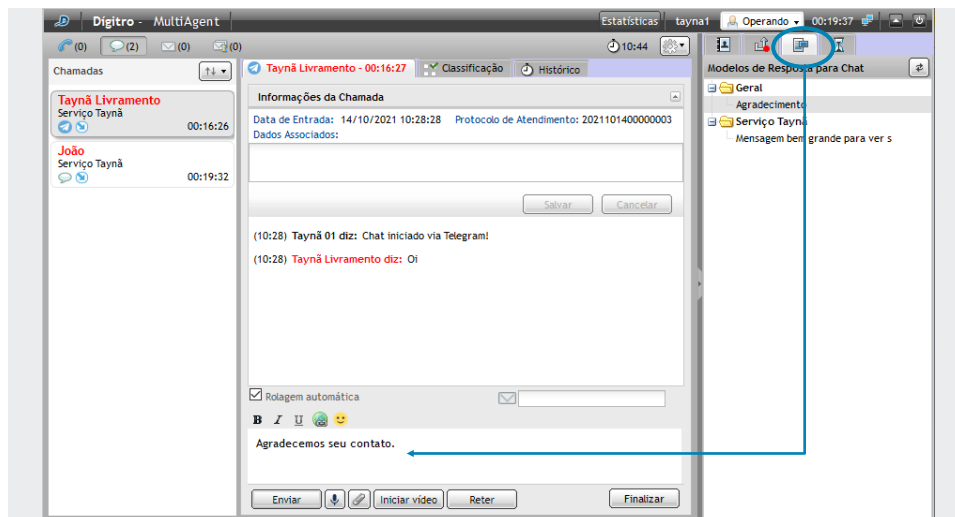 Dígitro - MultiAgent
Estatísticas tayna1 Operando 00:19:37
(0) (2) (0) (0) 10:44
Chamadas
Taynã Livramento
Serviço Taynã
00:16:26
João
Serviço Taynã
00:19:32
Taynã Livramento - 00:16:27 Classificação Histórico
Informações da Chamada
Data de Entrada: 14/10/2021 10:28:28 Protocolo de Atendimento: 2021101400000003
Dados Associados:
Salvar Cancelar
(10:28) Taynã 01 diz: Chat iniciado via Telegram!
(10:28) Taynã Livramento diz: Oi
Rolagem automática
B I U
Agradecemos seu contato.
Enviar Iniciar vídeo Reter Finalizar
Modelos de Resposta para Chat
Geral
Agradecimento
Serviço Taynã
Mensagem bem grande para ver s